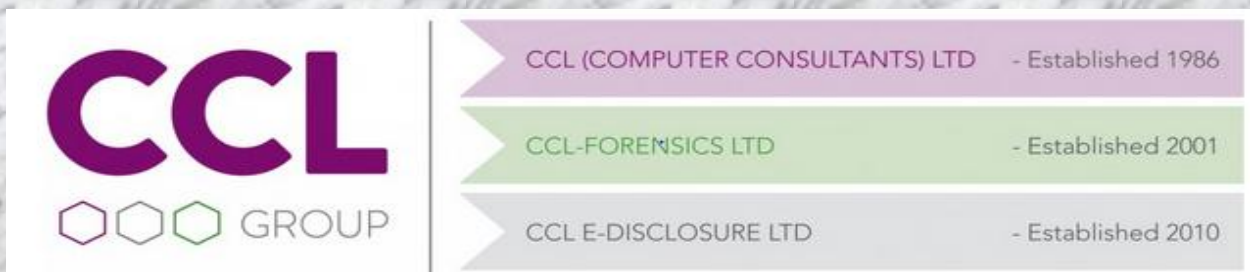 CCL
GROUP
CCL (COMPUTER CONSULTANTS) LTD - Established 1986
CCL-FORENSICS LTD - Established 2001
CCL E-DISCLOSURE LTD - Established 2010